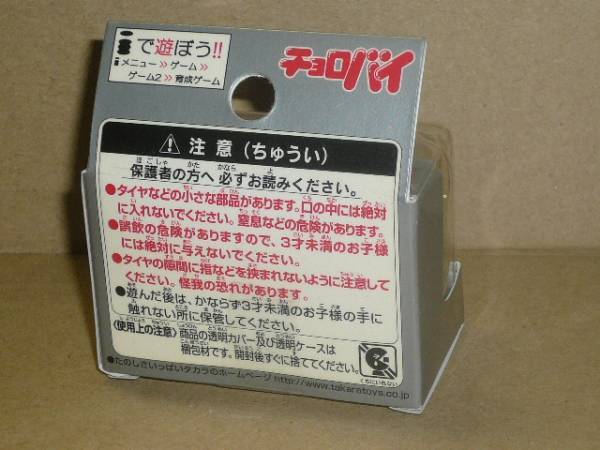 iで遊ぼう!!
iメニュー»ゲーム»
ゲーム2»育成ゲーム
チョロバイ
注意(ちゅうい)
保護者の方へ必ずお読みください。
●タイヤなどの小さな部品があります。口の中には絶対
に入れないでください。窒息などの危険があります。
●誤飲の危険がありますので、3才未満のお子様
には絶対に与えないでください。
●タイヤの隙間に指などを挟まれないように注意して
ください。怪我の恐れがあります。
●遊んだ後は、かならず3才未満のお子様の手に
触れない所に保管してください。
〈使用上の注意〉商品の透明カバー及び透明ケースは
梱包材です。開封後すぐに捨ててください。
くちにいれない
●たのしさいっぱいタカラのホームページ http://www.takaratoys.co.jp